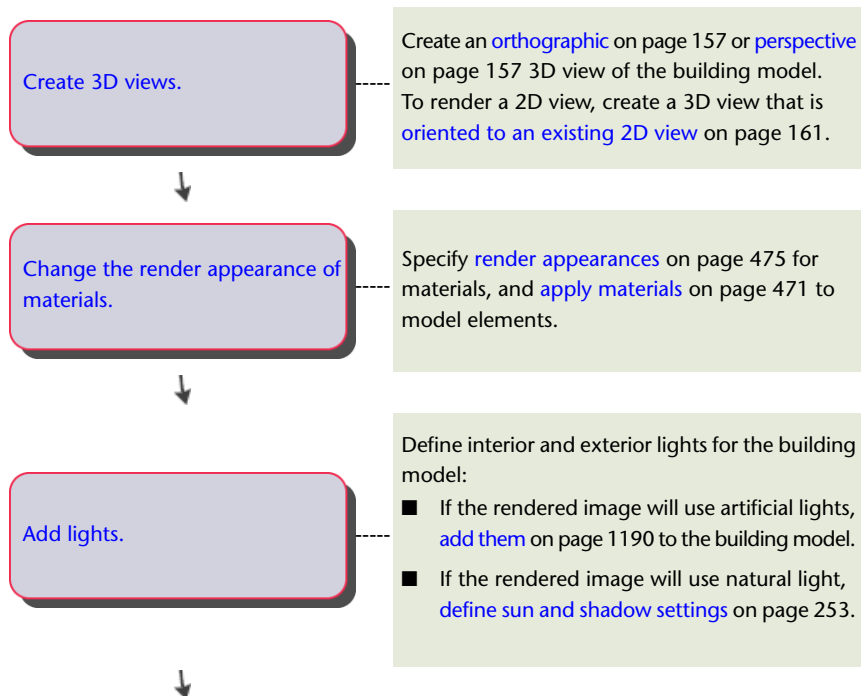 Create 3D views.
Create an orthographic on page 157 or perspective
on page 157 3D view of the building model.
To render a 2D view, create a 3D view that is
oriented to an existing 2D view on page 161.
Change the render appearance of
materials.
Specify render appearances on page 475 for
materials, and apply materials on page 471 to
model elements.
Add lights.
Define interior and exterior lights for the building
model:
■ If the rendered image will use artificial lights,
add them on page 1190 to the building model.
■ If the rendered image will use natural light,
define sun and shadow settings on page 253.